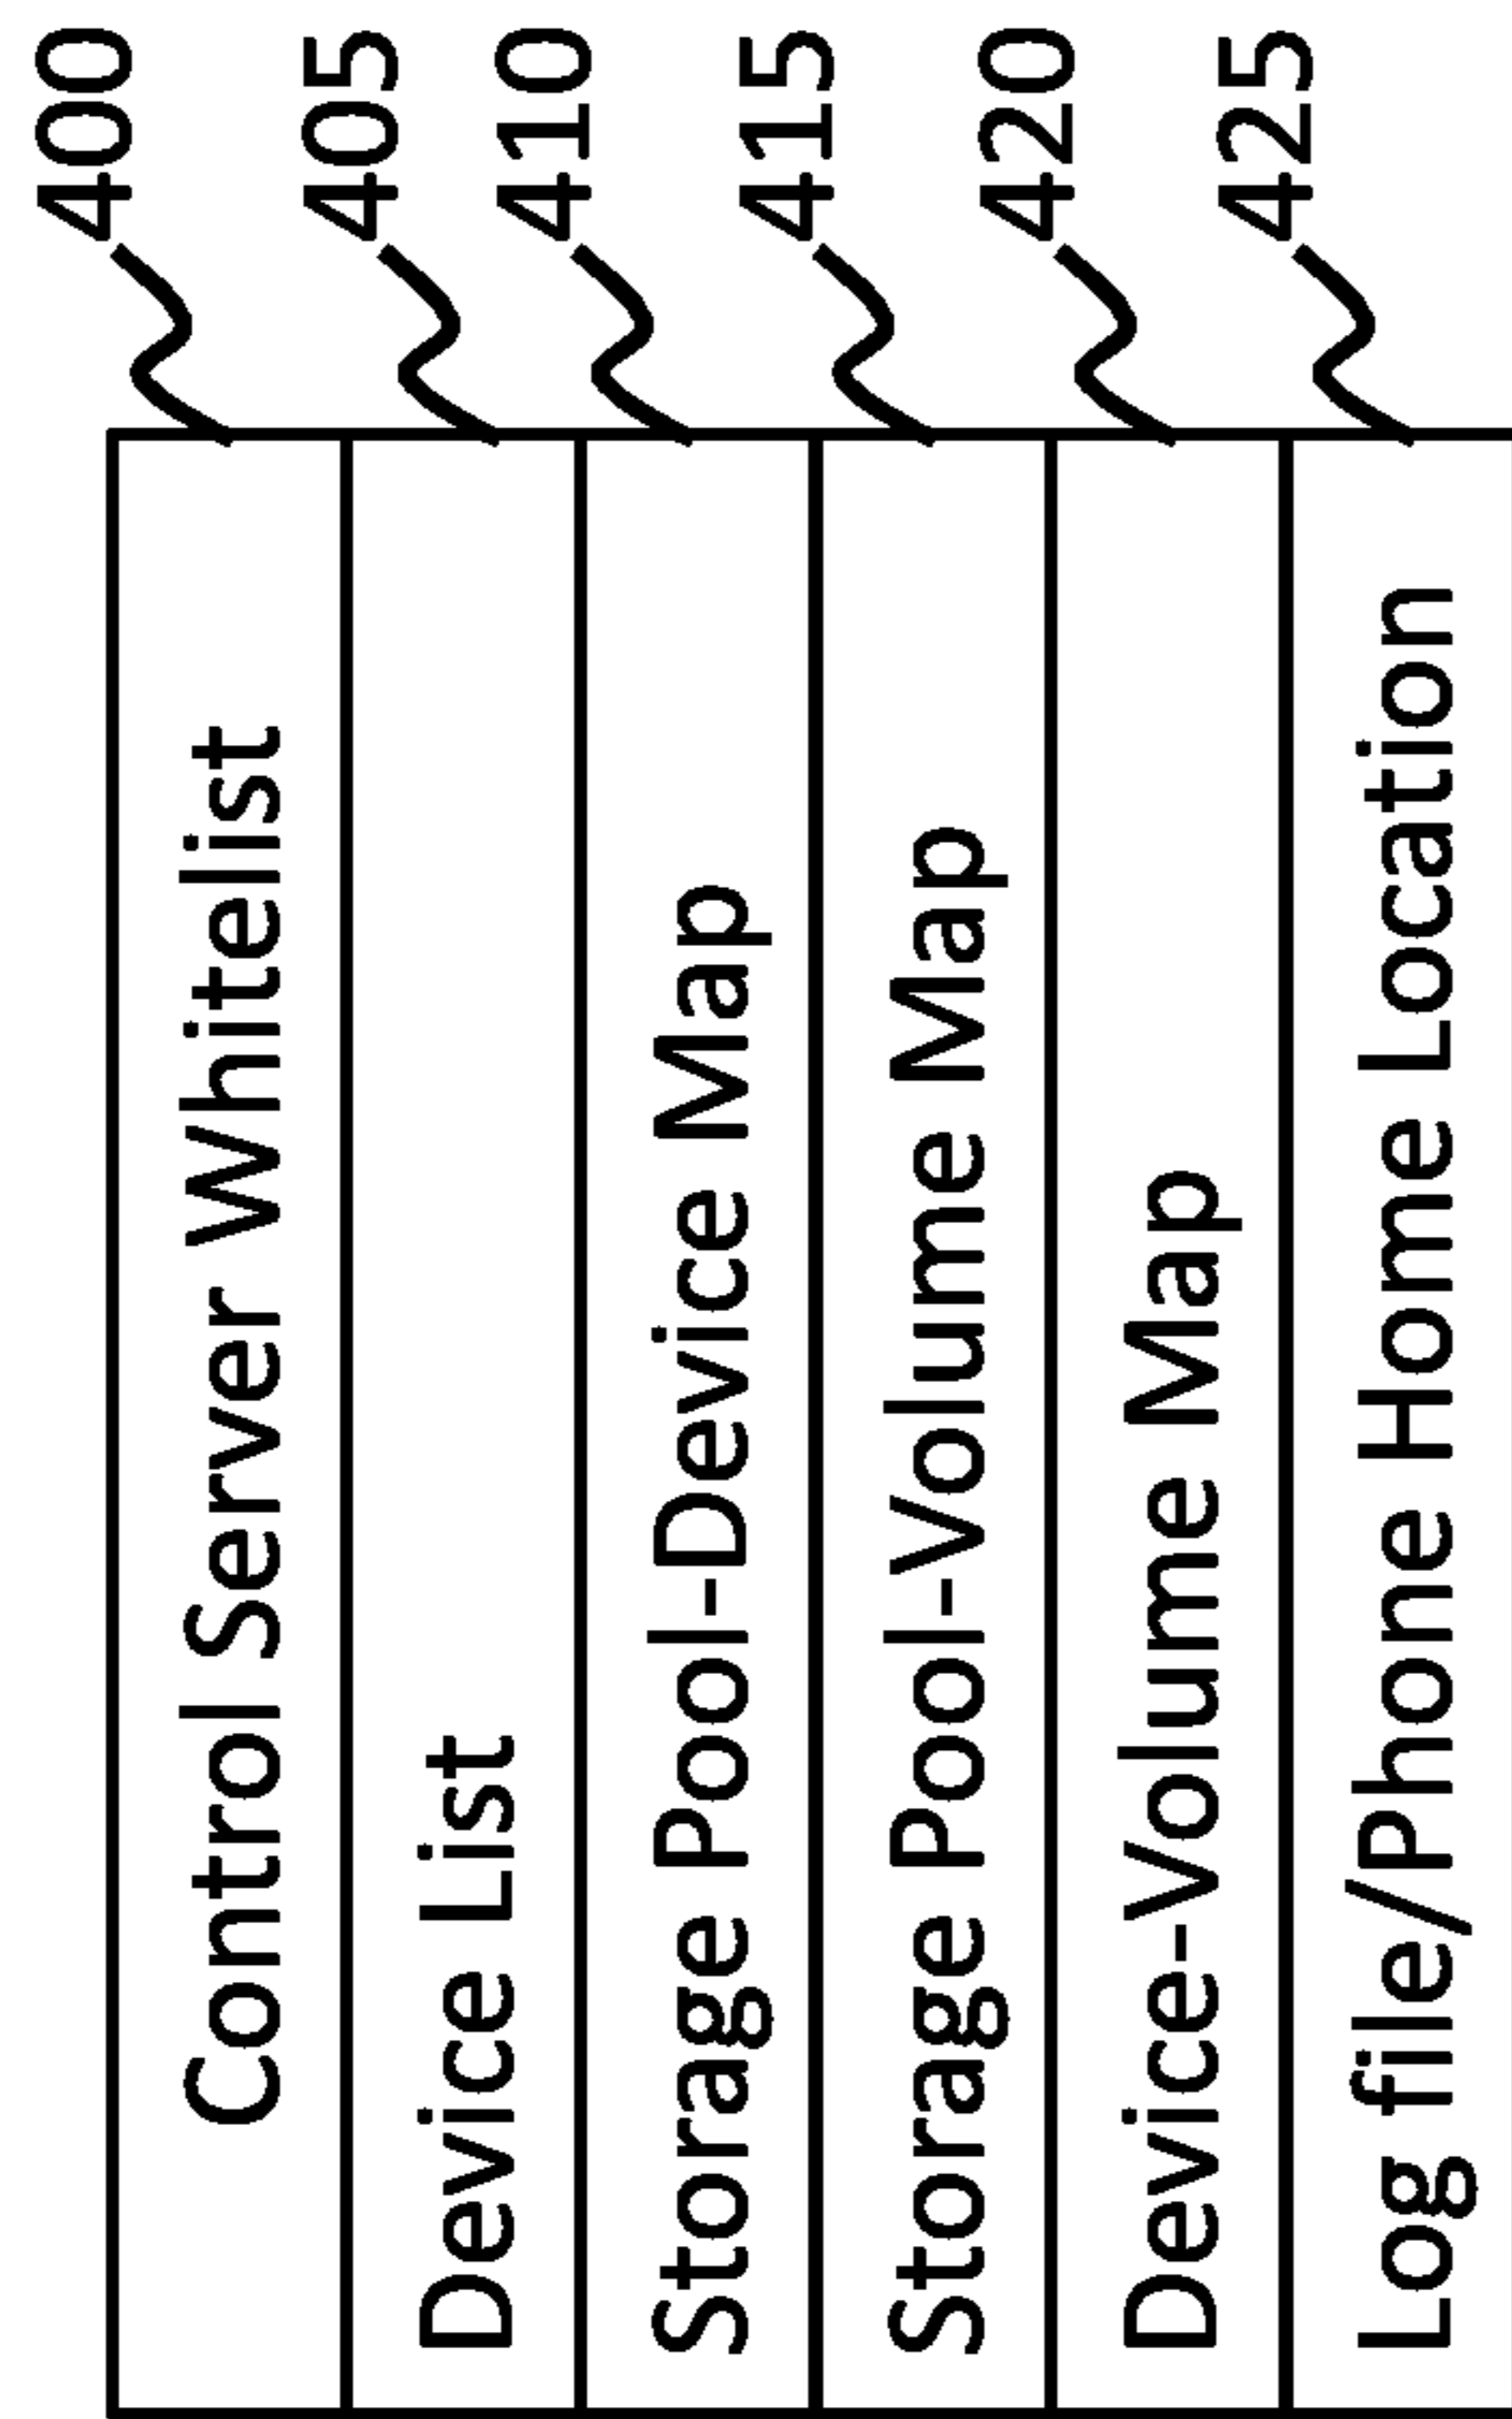 Control Server Whitelist 400
Device List 405
Storage Pool-Device Map 410
Storage Pool-Volume Map 415
Device-Volume Map 420
Log file/Phone Home Location 425